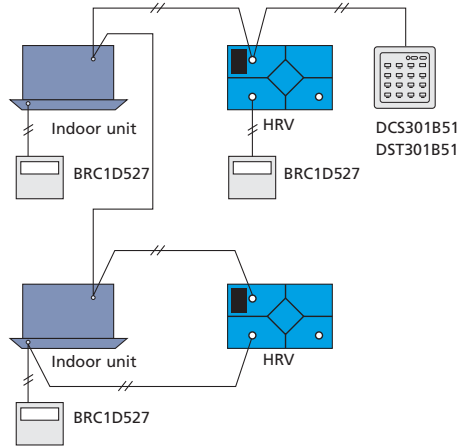 Indoor unit
HRV
DCS301B51
DST301B51
BRC1D527
BRC1D527
Indoor unit
HRV
BRC1D527